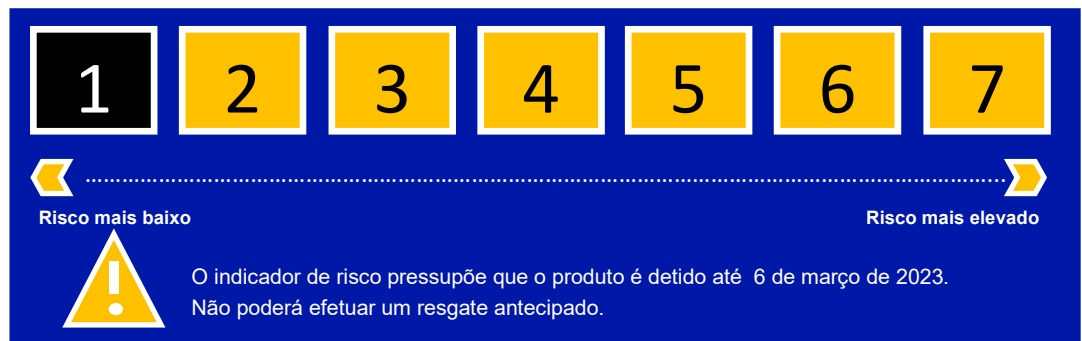 1 2 3 4 5 6 7
Risco mais baixo Risco mais elevado
O indicador de risco pressupõe que o produto é detido até 6 de março de 2023.
Não poderá efetuar um resgate antecipado.